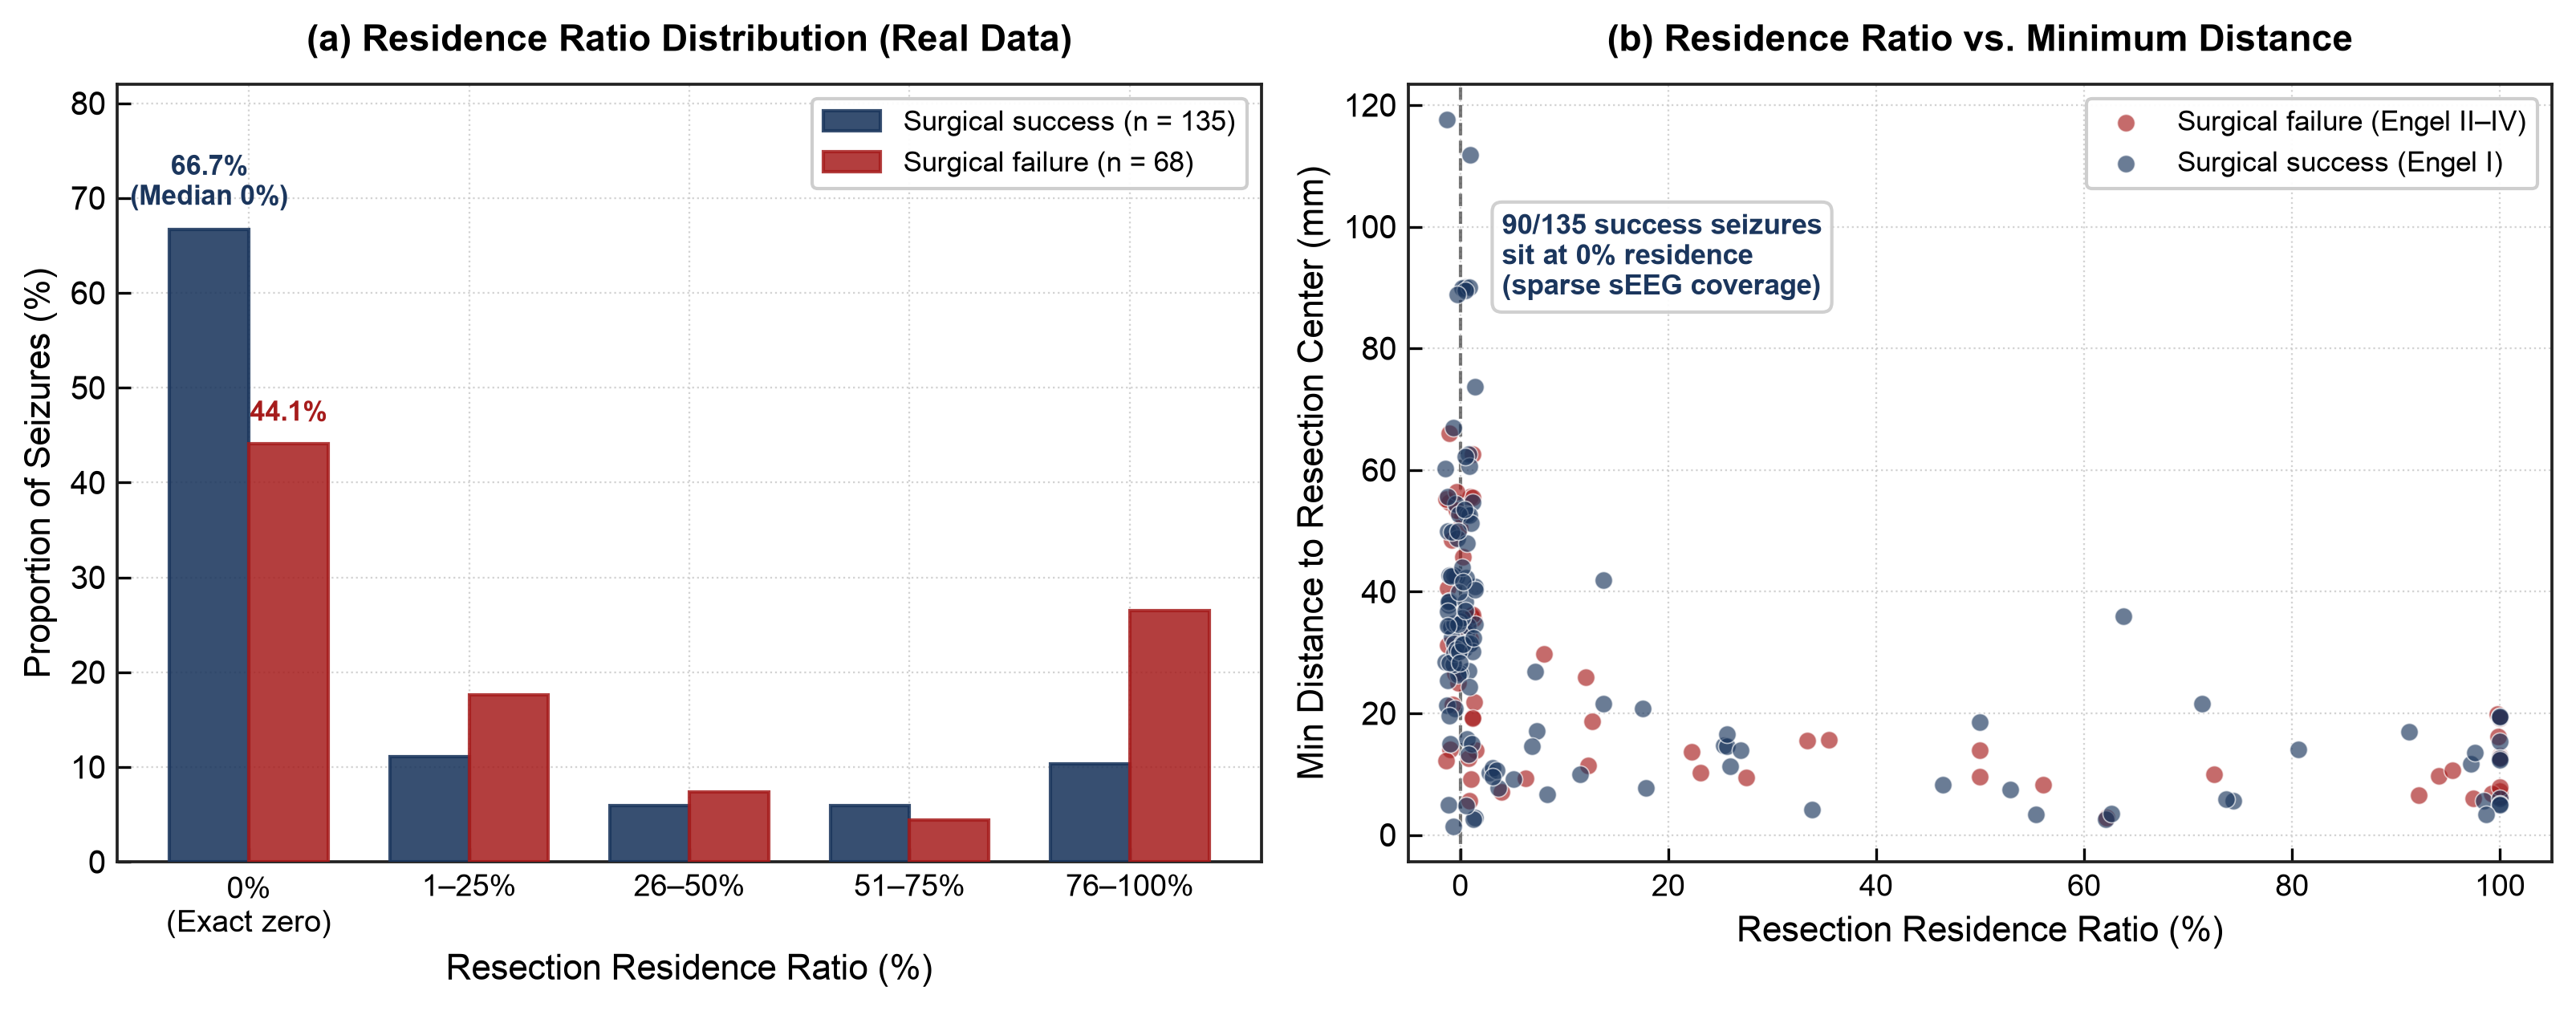 (a) Residence Ratio Distribution (Real Data)
Proportion of Seizures (%)
80
70
60
50
40
30
20
10
0
66.7%
(Median 0%)
44.1%
Surgical success (n = 135)
Surgical failure (n = 68)
0%
(Exact zero)
1–25%
26–50%
51–75%
76–100%
Resection Residence Ratio (%)
(b) Residence Ratio vs. Minimum Distance
Min Distance to Resection Center (mm)
120
100
80
60
40
20
0
Surgical failure (Engel II–IV)
Surgical success (Engel I)
90/135 success seizures
sit at 0% residence
(sparse sEEG coverage)
0
20
40
60
80
100
Resection Residence Ratio (%)